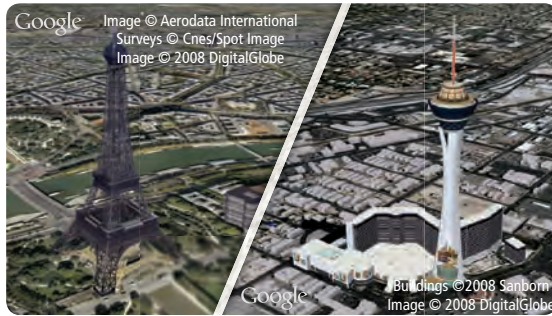 Google
Image © Aerodata International
Surveys © Cnes/Spot Image
Image © 2008 DigitalGlobe
Google
Buildings ©2008 Sanborn
Image © 2008 DigitalGlobe